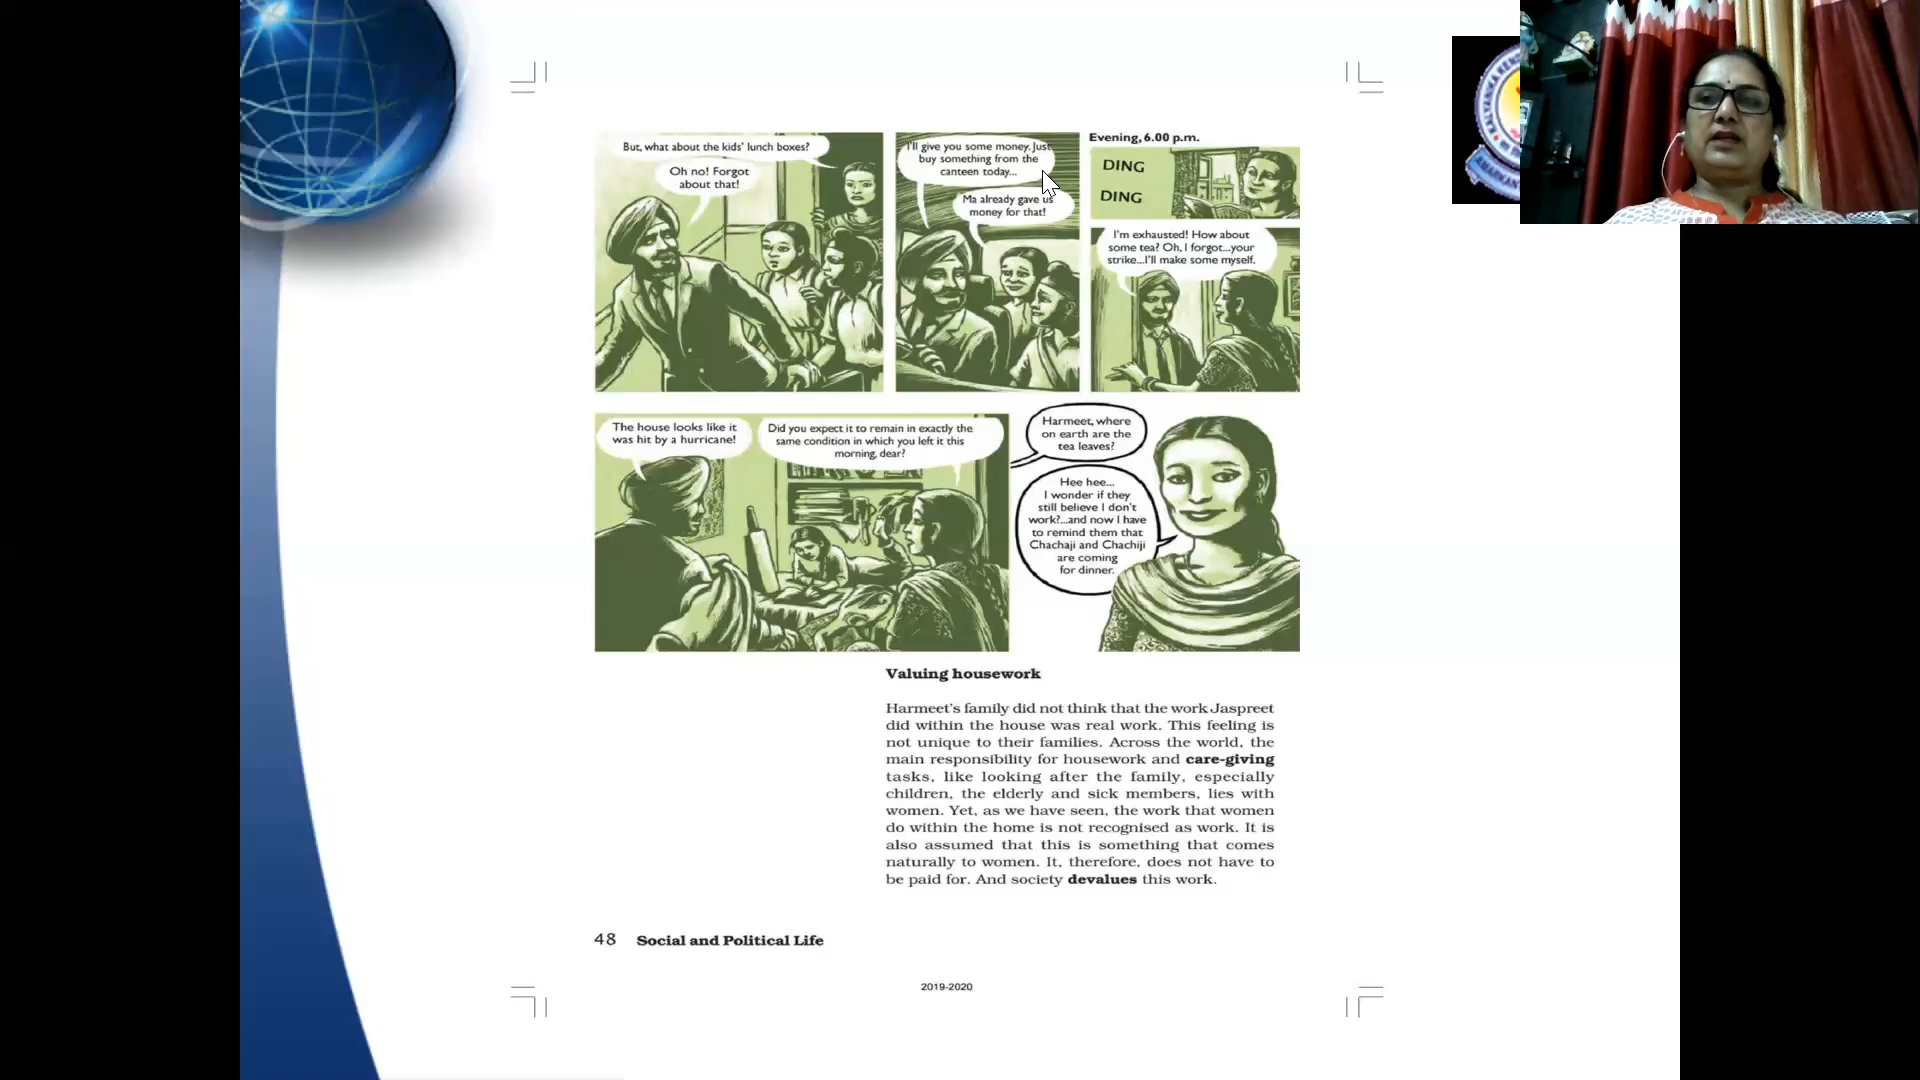 But, what about the kids' lunch boxes?
Oh no! Forgot
about that!
I'll give you some money. Just
buy something from the
canteen today...
Ma already gave us
money for that!
Evening, 6.00 p.m.
DING
DING
I'm exhausted! How about
some tea? Oh, I forgot...your
strike...I'll make some myself.
The house looks like it
was hit by a hurricane!
Did you expect it to remain in exactly the
same condition in which you left it this
morning, dear?
Harmeet, where
on earth are the
tea leaves?
Hee hee...
I wonder if they
still believe I don't
work?...and now I have
to remind them that
Chachaji and Chachiji
are coming
for dinner.
Valuing housework
Harmeet's family did not think that the work Jaspreet
did within the house was real work. This feeling is
not unique to their families. Across the world, the
main responsibility for housework and care-giving
tasks, like looking after the family, especially
children, the elderly and sick members, lies with
women. Yet, as we have seen, the work that women
do within the home is not recognised as work. It is
also assumed that this is something that comes
naturally to women. It, therefore, does not have to
be paid for. And society devalues this work.
48 Social and Political Life
2019-2020